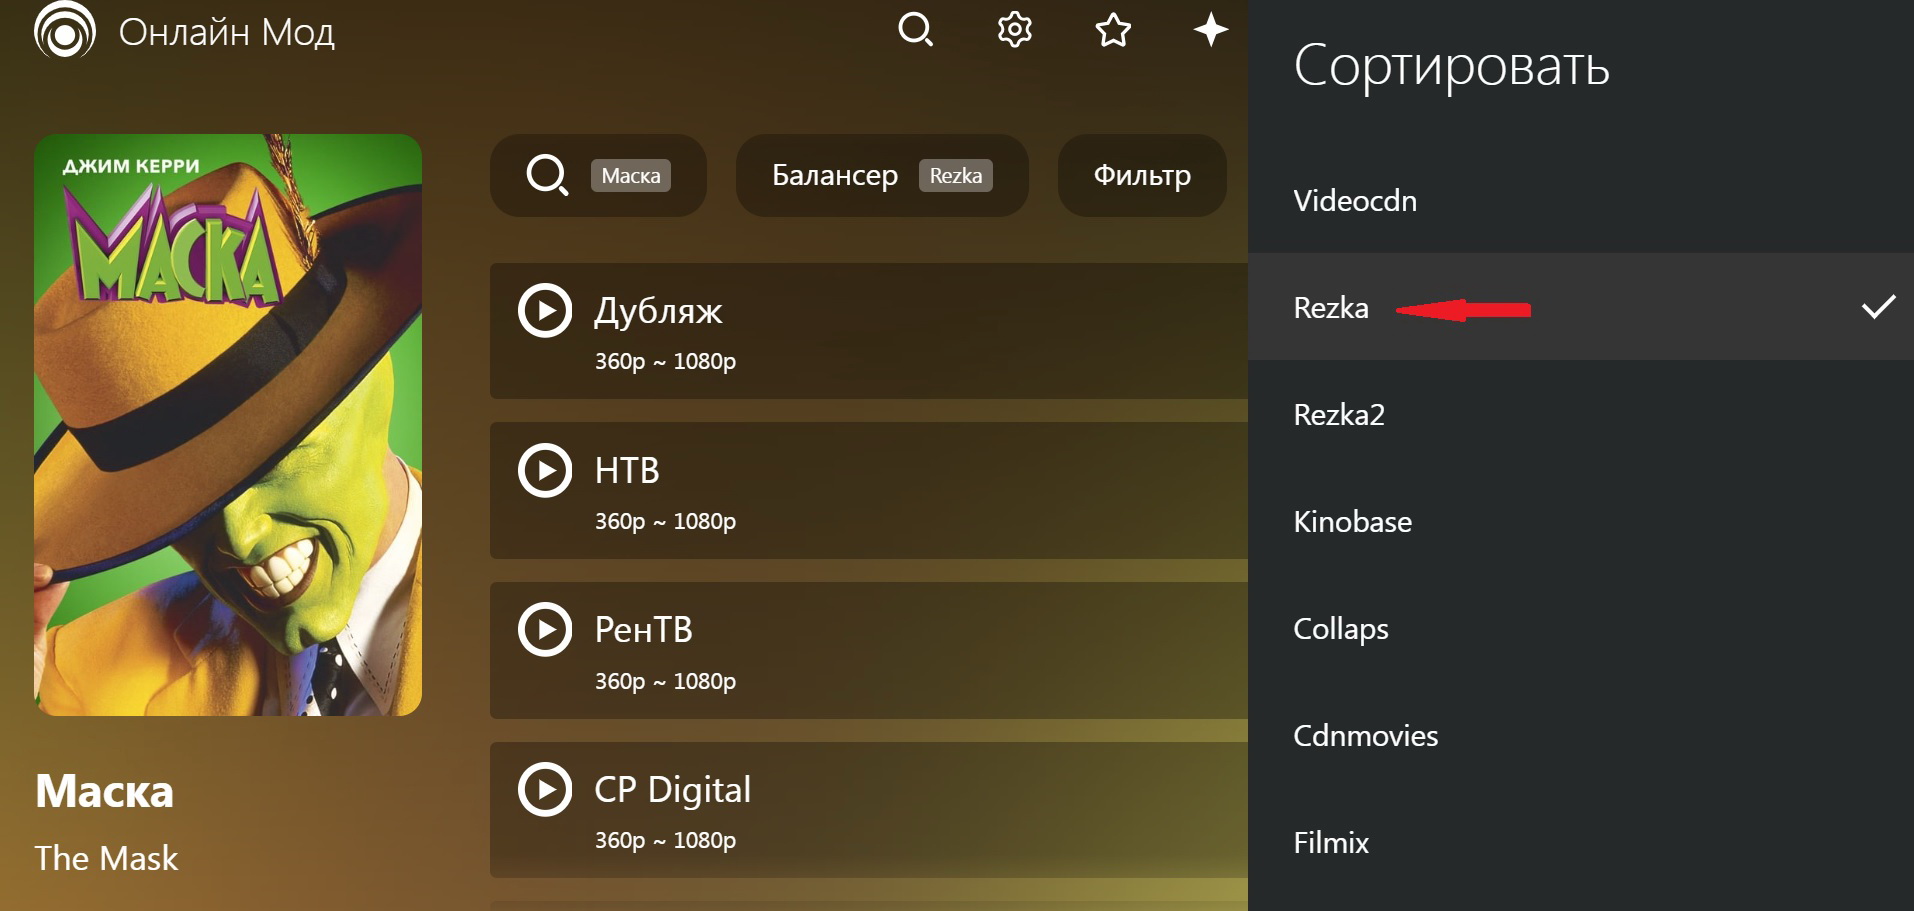 Онлайн Мод
ДЖИМ КЕРРИ
МАСКА
Маска
The Mask
Маска
Балансер Rezka
Фильтр
Дубляж
360p ~ 1080p
НТВ
360p ~ 1080p
РенТВ
360p ~ 1080p
CP Digital
360p ~ 1080p
Сортировать
Videocdn
Rezka
Rezka2
Kinobase
Collaps
Cdnmovies
Filmix